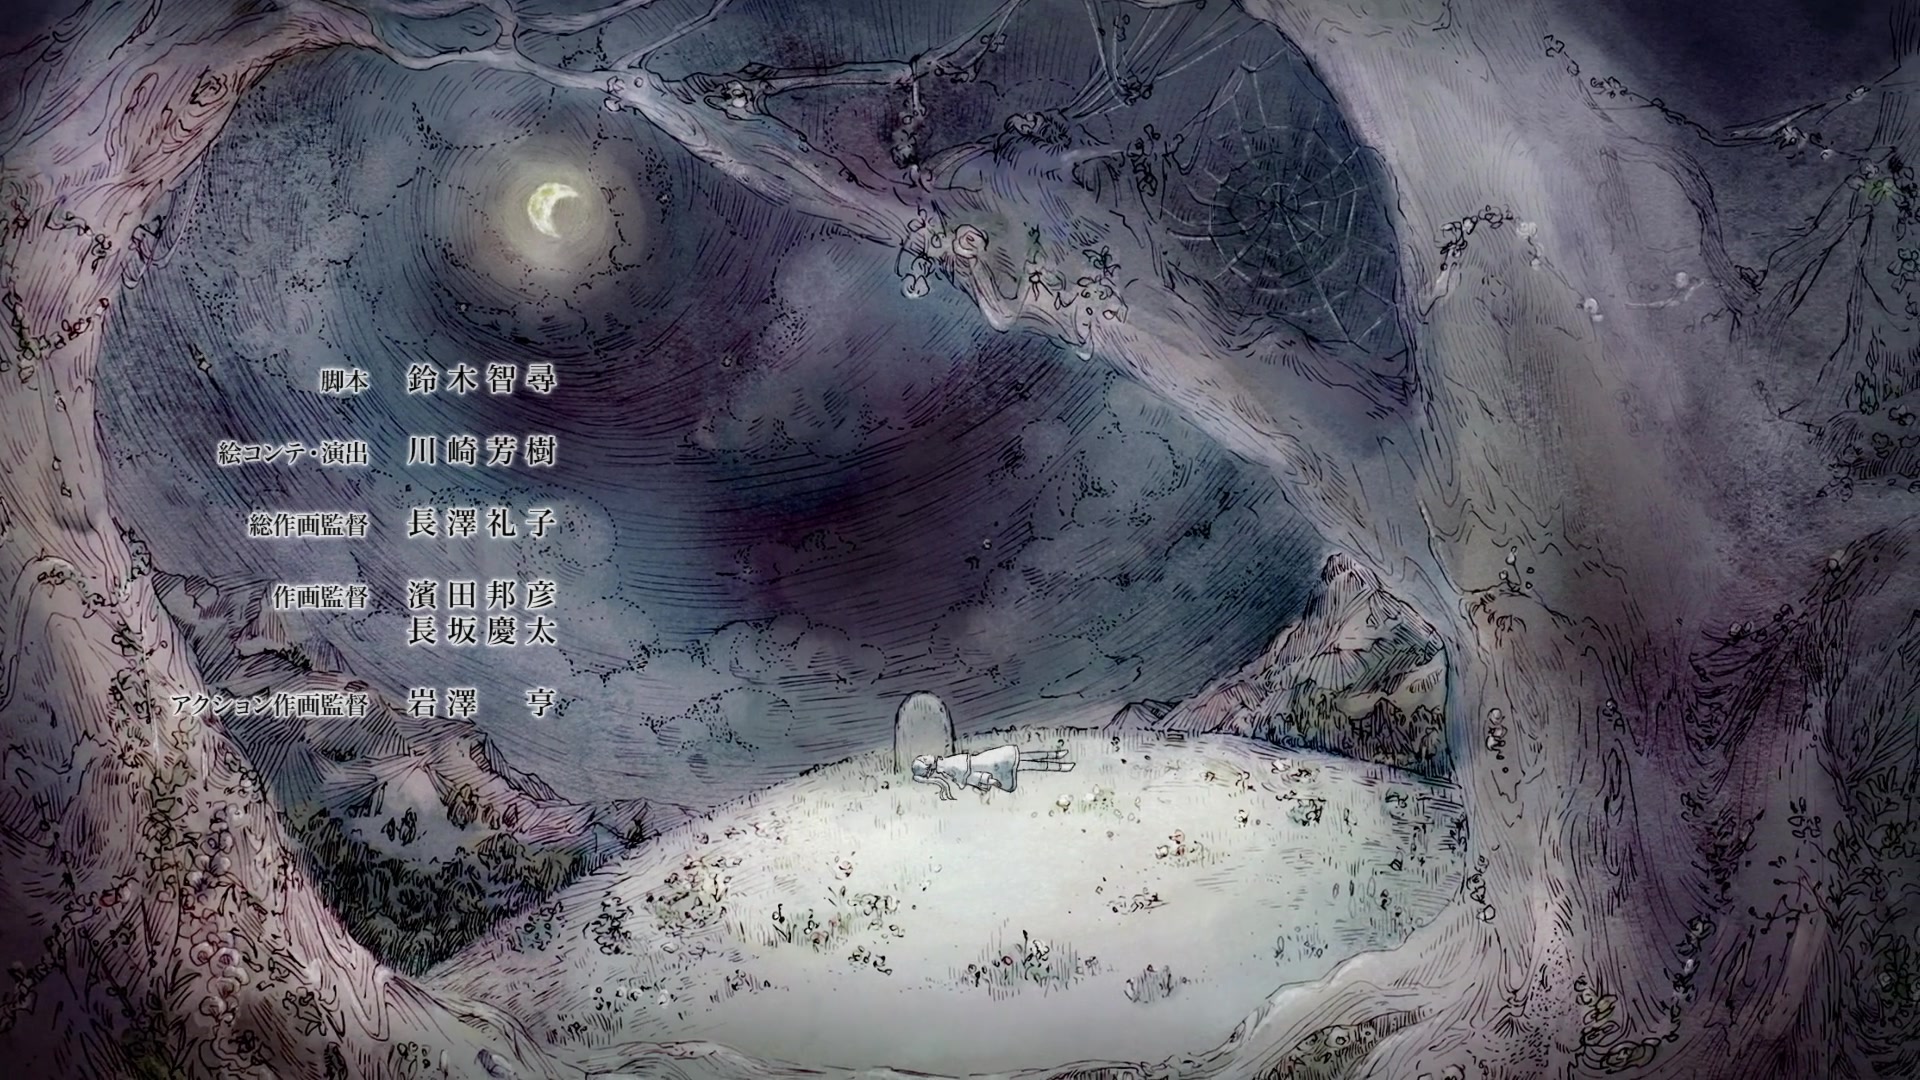 脚本 鈴木智尋
絵コンテ・演出 川崎芳樹
総作画監督 長澤礼子
作画監督 濱田邦彦
長坂慶太
アクション作画監督 岩澤 亨